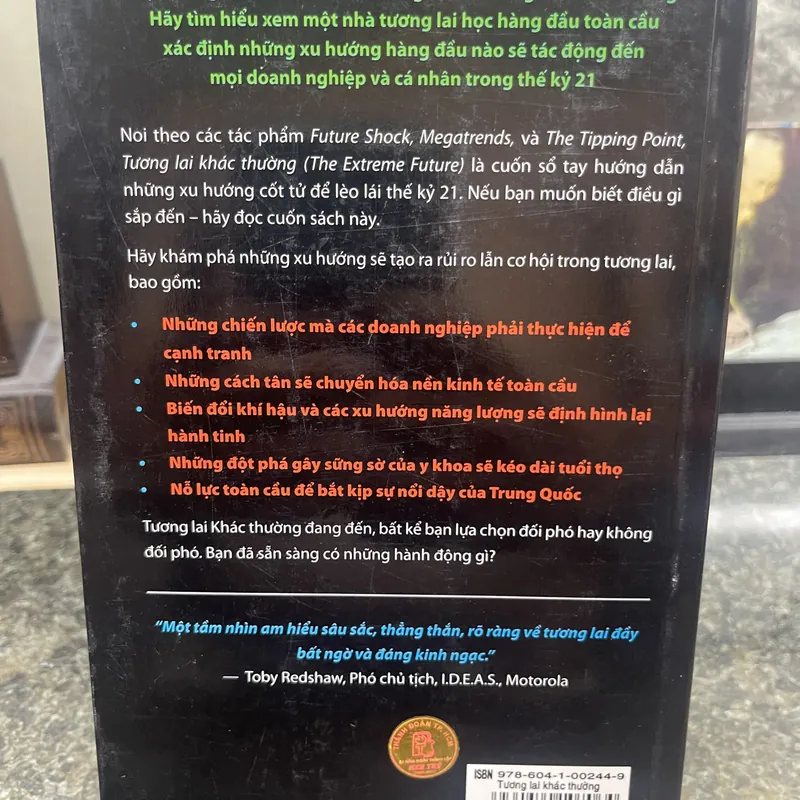 Hãy tìm hiểu xem một nhà tương lai học hàng đầu toàn cầu
xác định những xu hướng hàng đầu nào sẽ tác động đến
mọi doanh nghiệp và cá nhân trong thế kỷ 21
Noi theo các tác phẩm Future Shock, Megatrends, và The Tipping Point,
Tương lai khác thường (The Extreme Future) là cuốn sổ tay hướng dẫn
những xu hướng cốt tử để lèo lái thế kỷ 21. Nếu bạn muốn biết điều gì
sắp đến – hãy đọc cuốn sách này.
Hãy khám phá những xu hướng sẽ tạo ra rủi ro lẫn cơ hội trong tương lai,
bao gồm:
• Những chiến lược mà các doanh nghiệp phải thực hiện để
cạnh tranh
• Những cách tân sẽ chuyển hóa nền kinh tế toàn cầu
• Biến đổi khí hậu và các xu hướng năng lượng sẽ định hình lại
hành tinh
• Những đột phá gây sững sờ của y khoa sẽ kéo dài tuổi thọ
• Nỗ lực toàn cầu để bắt kịp sự nổi dậy của Trung Quốc
Tương lai Khác thường đang đến, bất kể bạn lựa chọn đối phó hay không
đối phó. Bạn đã sẵn sàng có những hành động gì?
“Một tầm nhìn am hiểu sâu sắc, thẳng thắn, rõ ràng về tương lai đầy
bất ngờ và đáng kinh ngạc.”
— Toby Redshaw, Phó chủ tịch, I.D.E.A.S., Motorola
THÀNH ĐOÀN TP.HCM
ISBN 978-604-1-00244-9
Tương lai khác thường